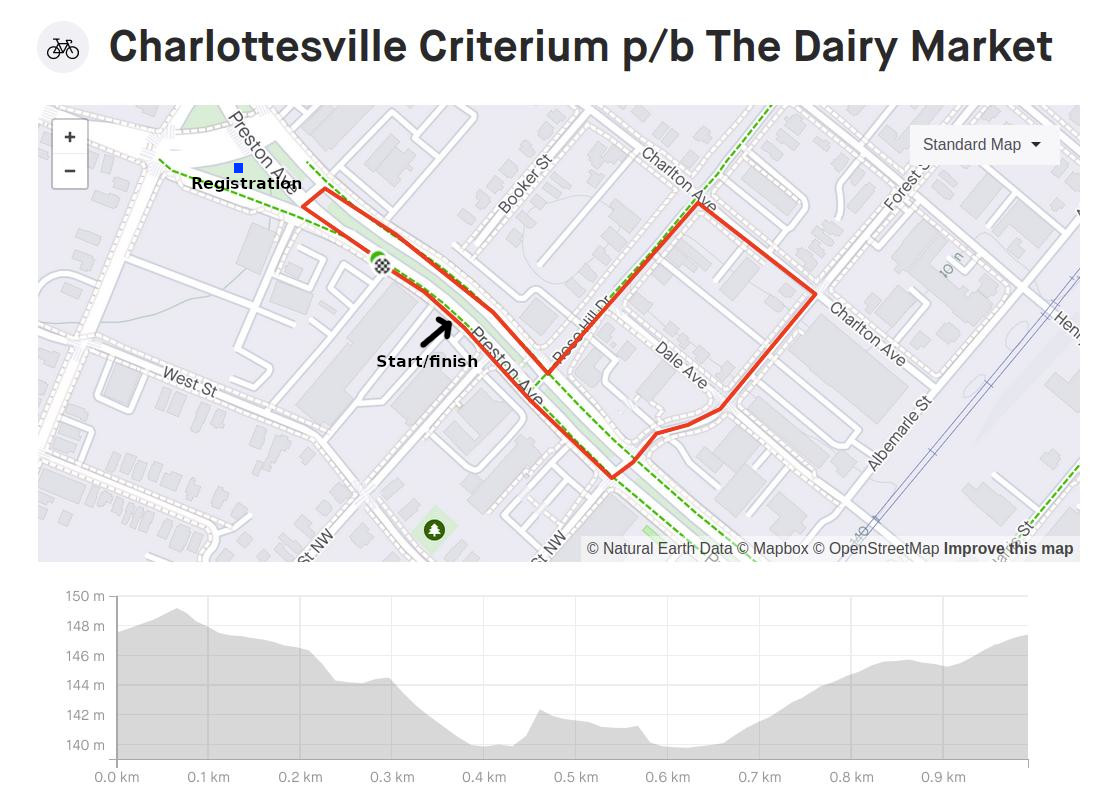 Charlottesville Criterium p/b The Dairy Market
+
−
Standard Map
Preston Ave
Registration
Booker St
Charlton Ave
Forest S
10 m
Start/finish
Preston Ave
Rose Hill Dr
Dale Ave
Charlton Ave
Henry
West St
Albemarle St
St NW
St NW
© Natural Earth Data © Mapbox © OpenStreetMap Improve this map
150 m
148 m
146 m
144 m
142 m
140 m
0.0 km 0.1 km 0.2 km 0.3 km 0.4 km 0.5 km 0.6 km 0.7 km 0.8 km 0.9 km